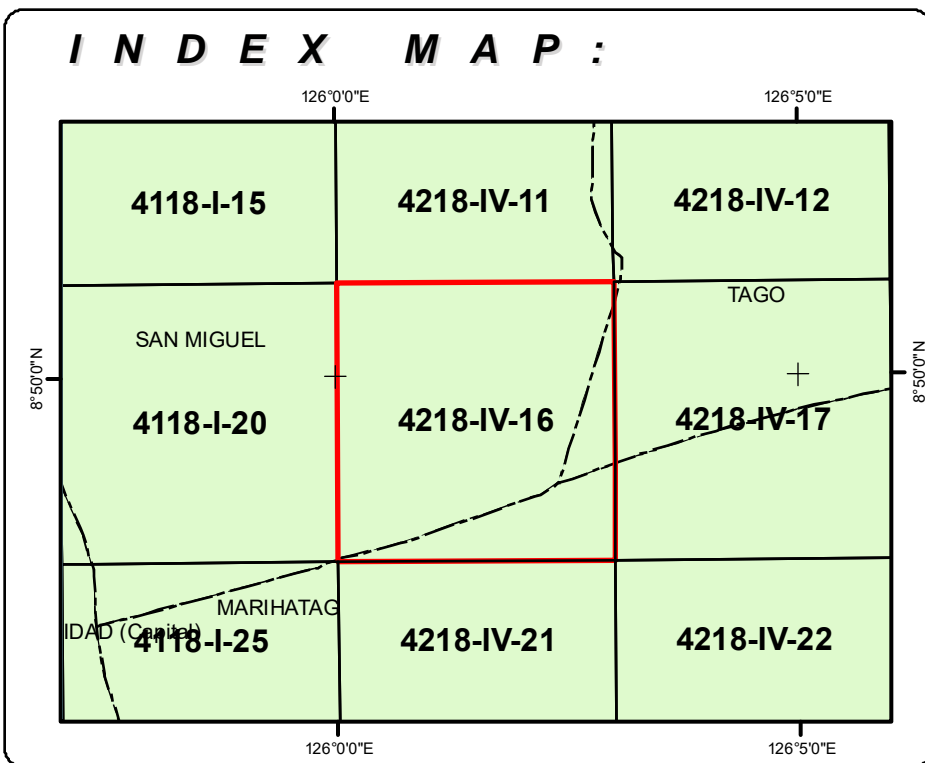 INDEX MAP:
126°0'0"E 126°5'0"E
4118-I-15 4218-IV-11 4218-IV-12
TAGO
SAN MIGUEL
8°50'0"N 8°50'0"N
4118-I-20 4218-IV-16 4218-IV-17
MARIHATAG
IDAD (Capital)
4118-I-25 4218-IV-21 4218-IV-22
126°0'0"E 126°5'0"E